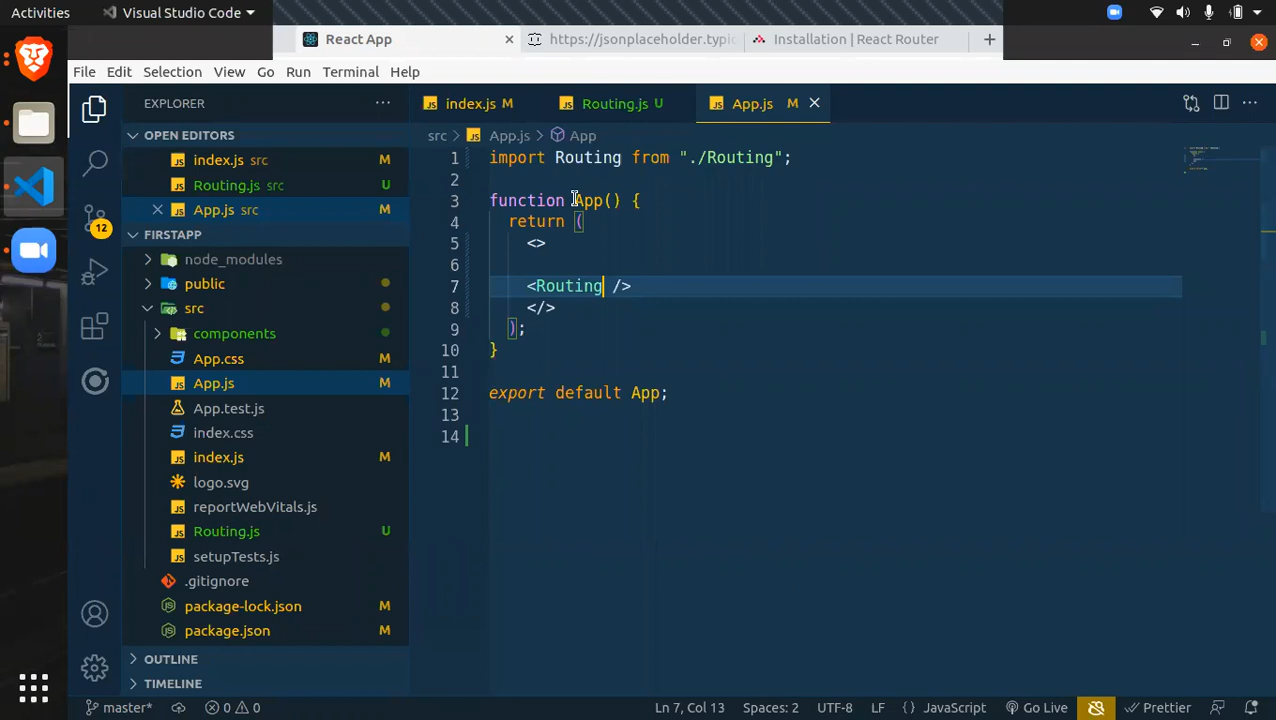 Activities Visual Studio Code
React App https://jsonplaceholder.typic Installation | React Router
File Edit Selection View Go Run Terminal Help
EXPLORER
index.js M Routing.js U App.js M
OPEN EDITORS
src App.js App
index.js src M
Routing.js src U
App.js src M
FIRSTAPP
node_modules
public
src
components
App.css M
App.js M
App.test.js
index.css
index.js M
logo.svg
reportWebVitals.js
Routing.js U
setupTests.js
.gitignore
package-lock.json M
package.json M
OUTLINE
TIMELINE
12
1 import Routing from "./Routing";
2
3 function App() {
4 return (
5 <>
6
7 <Routing />
8 </>
9 );
10 }
11
12 export default App;
13
14
master* 0 0 Ln 7, Col 13 Spaces: 2 UTF-8 LF { } JavaScript Go Live Prettier